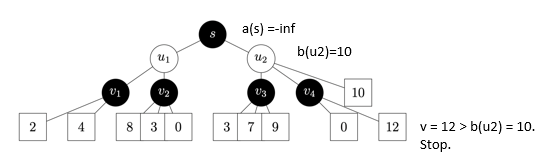 s
a(s) =-inf
u₁
u₂
b(u2)=10
v₁
v₂
v₃
v₄
10
2 4 8 3 0 3 7 9 0 12
v = 12 > b(u2) = 10.
Stop.